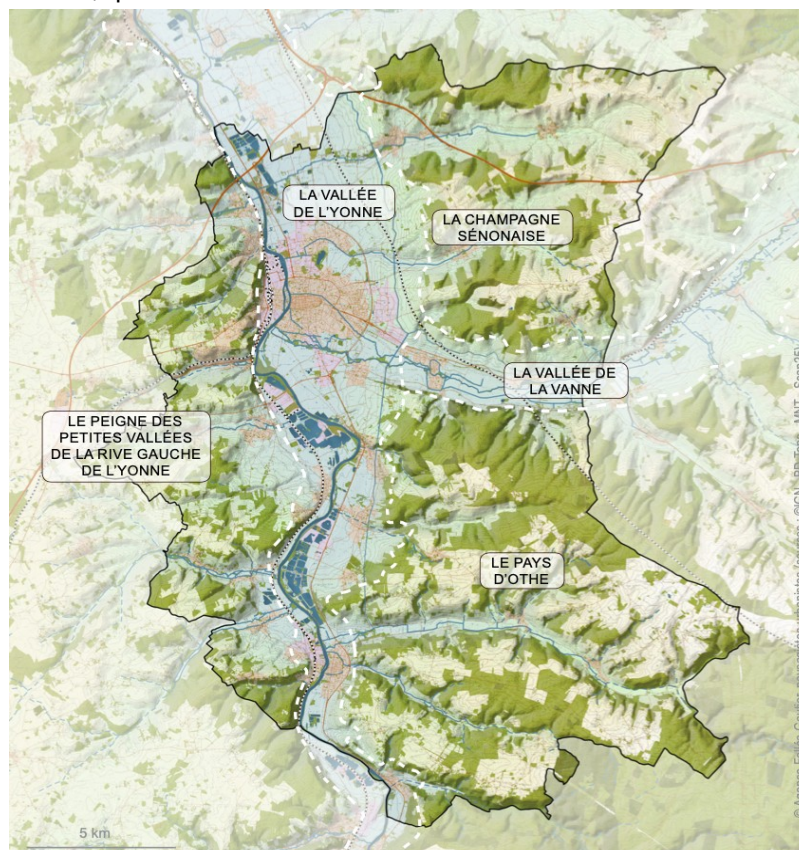 LA VALLÉE
DE L'YONNE
LA CHAMPAGNE
SÉNONAISE
LA VALLÉE DE
LA VANNE
LE PEIGNE DES
PETITES VALLÉES
DE LA RIVE GAUCHE
DE L'YONNE
LE PAYS
D'OTHE
5 km